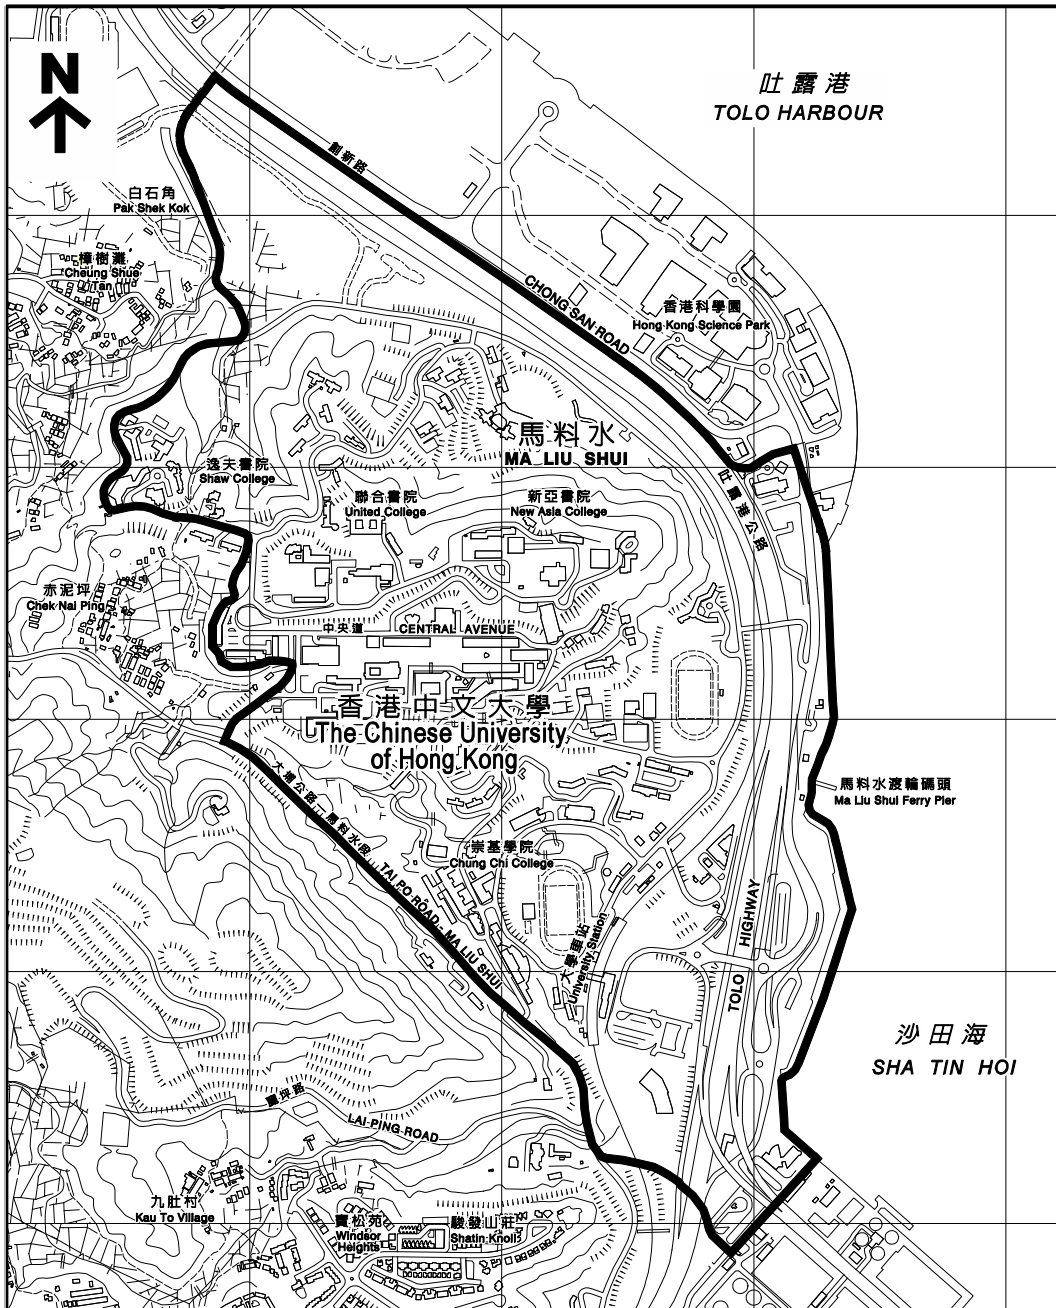 N
吐露港
TOLO HARBOUR
創新路
白石角
Pak Shek Kok
樟樹灘
Cheung Shue
Tan
CHONG SAN ROAD
香港科學園
Hong Kong Science Park
馬料水
MA LIU SHUI
逸夫書院
Shaw College
聯合書院
United College
新亞書院
New Asia College
吐露港公路
赤泥坪
Chek Nai Ping
中央道
CENTRAL AVENUE
香港中文大學
The Chinese University
of Hong Kong
大埔公路 - 馬料水段
TAI PO ROAD - MA LIU SHUI
馬料水渡輪碼頭
Ma Liu Shui Ferry Pier
崇基學院
Chung Chi College
大學車站
University Station
TOLO HIGHWAY
沙田海
SHA TIN HOI
麗坪路
LAI PING ROAD
九肚村
Kau To Village
寶松苑
Windsor
Heights
駿發山莊
Shatin Knoll